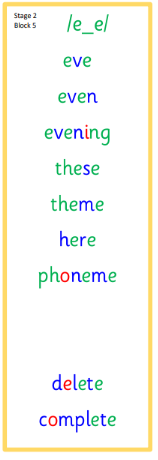 Stage 2
Block 5
/e_e/
eve
even
evening
these
theme
here
phoneme
delete
complete